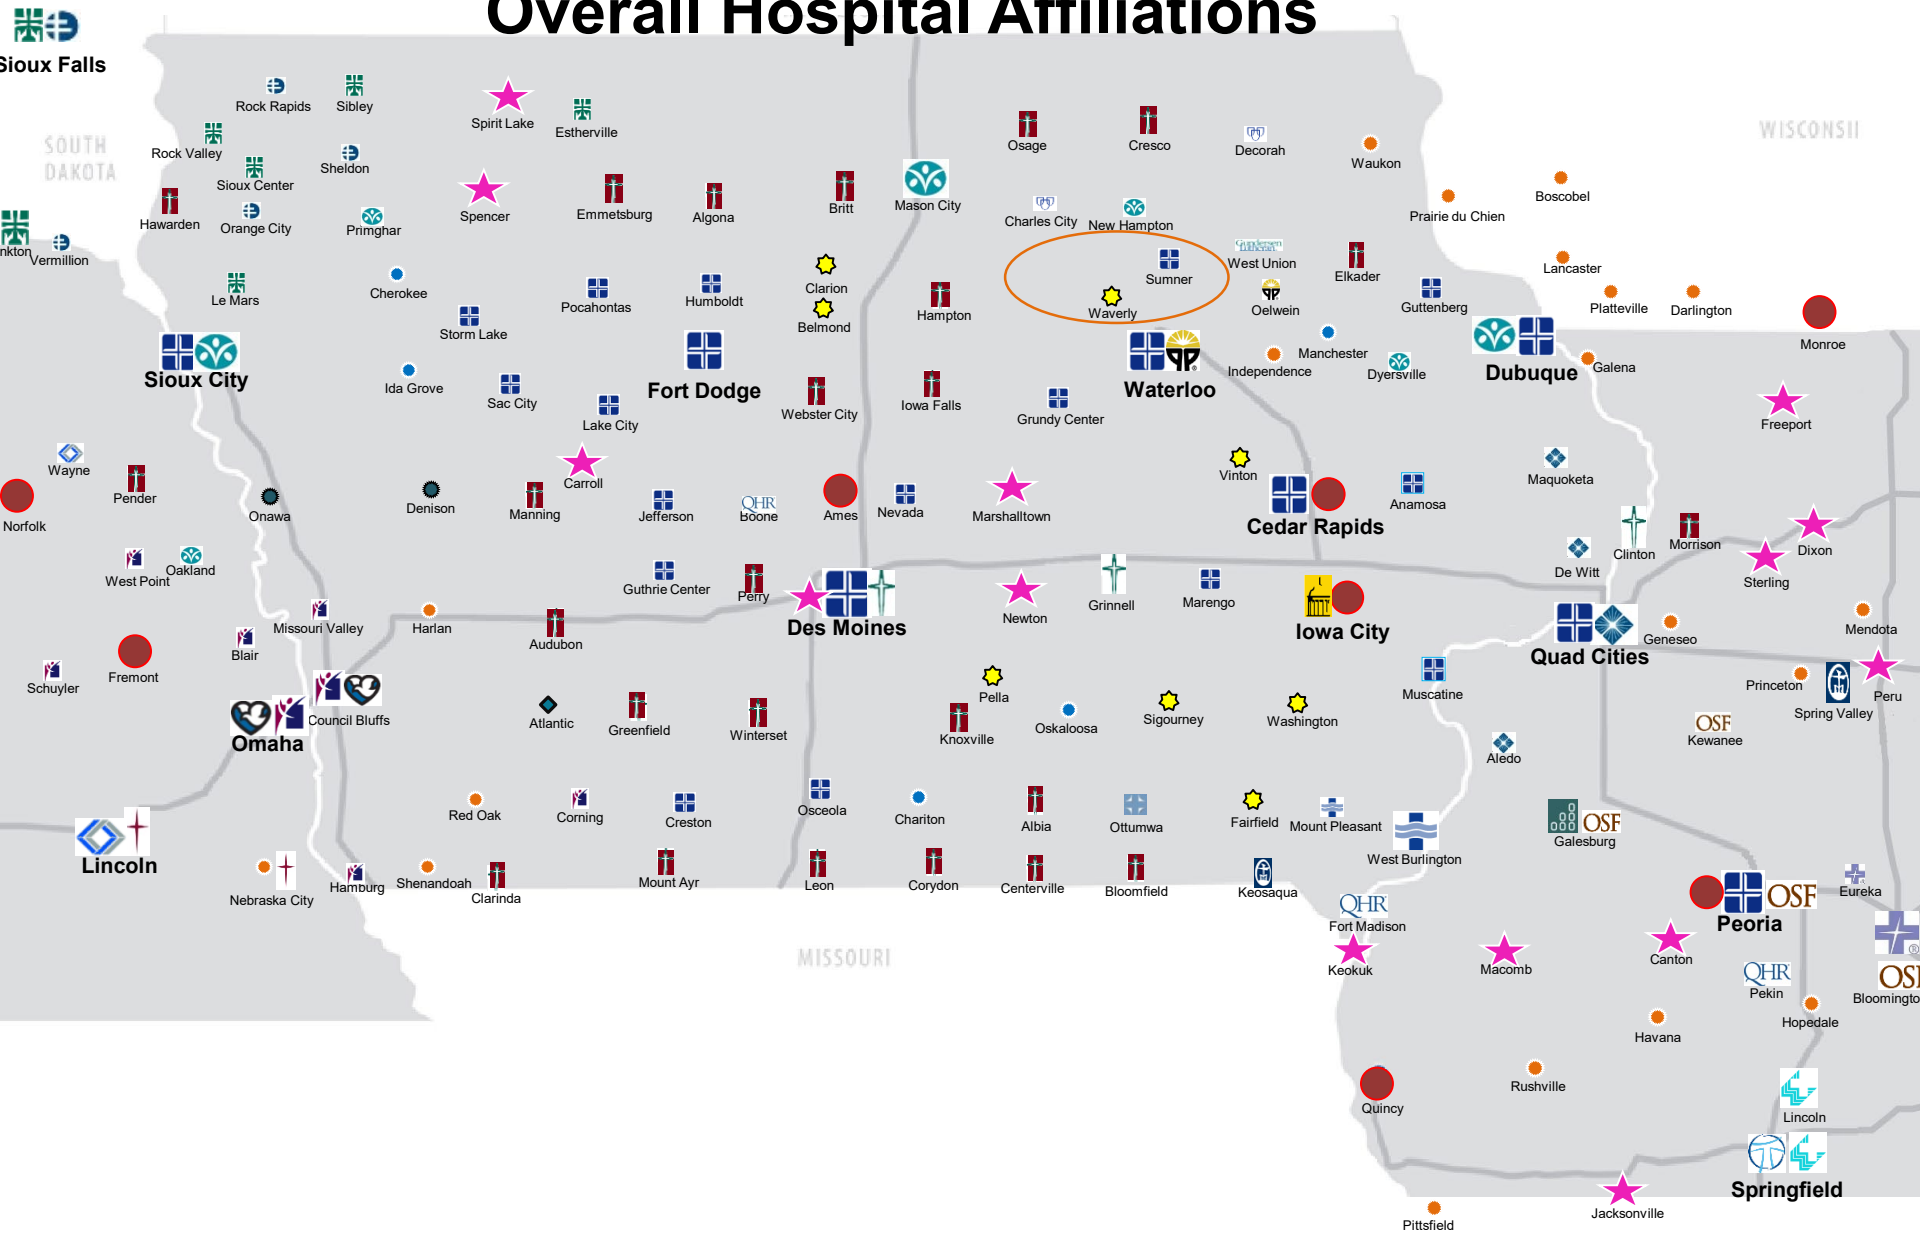 Overall Hospital Affiliations
Sioux Falls
SOUTH
DAKOTA
WISCONSII
Rock Rapids
Sibley
Spirit Lake
Estherville
Osage
Cresco
Decorah
Waukon
Rock Valley
Sheldon
Sioux Center
Boscobel
Hawarden
Orange City
Primghar
Spencer
Emmetsburg
Algona
Britt
Mason City
Charles City
New Hampton
Prairie du Chien
nkton
Vermillion
Gundersen
Lutheran
West Union
Elkader
Lancaster
Le Mars
Cherokee
Pocahontas
Humboldt
Clarion
Sumner
Waverly
Oelwein
Guttenberg
Platteville
Darlington
Storm Lake
Belmond
Hampton
Monroe
Sioux City
Fort Dodge
Waterloo
®
Independence
Manchester
Dyersville
Dubuque
Galena
Ida Grove
Sac City
Lake City
Webster City
Iowa Falls
Grundy Center
Freeport
Wayne
Pender
Norfolk
Onawa
Denison
Manning
Carroll
Jefferson
QHR
Boone
Ames
Nevada
Marshalltown
Vinton
Cedar Rapids
Anamosa
Maquoketa
Clinton
Morrison
Dixon
West Point
Oakland
Guthrie Center
Perry
Des Moines
Newton
Grinnell
Marengo
Iowa City
De Witt
Sterling
Missouri Valley
Harlan
Audubon
Quad Cities
Geneseo
Mendota
Blair
Fremont
Schuyler
Council Bluffs
Omaha
Atlantic
Greenfield
Winterset
Pella
Knoxville
Oskaloosa
Sigourney
Washington
Muscatine
Princeton
Spring Valley
Peru
OSF
Kewanee
Aledo
Lincoln
Red Oak
Corning
Creston
Osceola
Chariton
Albia
Ottumwa
Fairfield
Mount Pleasant
West Burlington
OSF
Galesburg
Nebraska City
Hamburg
Shenandoah
Clarinda
Mount Ayr
Leon
Corydon
Centerville
Bloomfield
Keosaqua
QHR
Fort Madison
OSF
Peoria
Eureka
MISSOURI
Keokuk
Macomb
Canton
QHR
Pekin
®
OSF
Bloomingto
Havana
Hopedale
Rushville
Quincy
Lincoln
Springfield
Jacksonville
Pittsfield